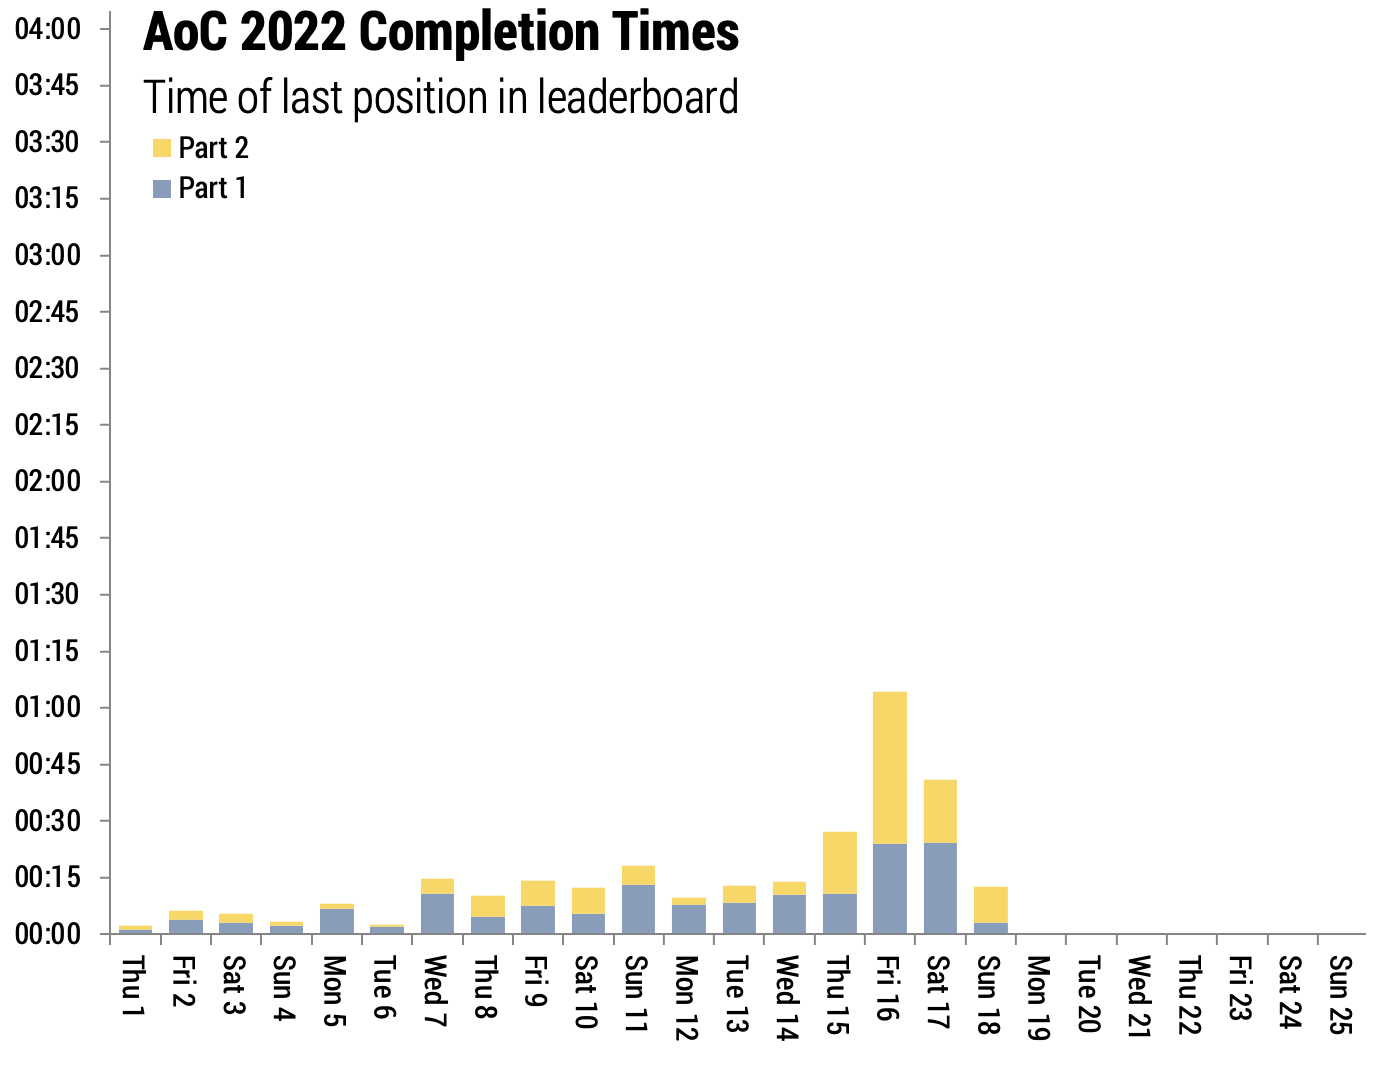 AoC 2022 Completion Times
Time of last position in leaderboard
Part 2
Part 1
04:00
03:45
03:30
03:15
03:00
02:45
02:30
02:15
02:00
01:45
01:30
01:15
01:00
00:45
00:30
00:15
00:00
Thu 1
Fri 2
Sat 3
Sun 4
Mon 5
Tue 6
Wed 7
Thu 8
Fri 9
Sat 10
Sun 11
Mon 12
Tue 13
Wed 14
Thu 15
Fri 16
Sat 17
Sun 18
Mon 19
Tue 20
Wed 21
Thu 22
Fri 23
Sat 24
Sun 25